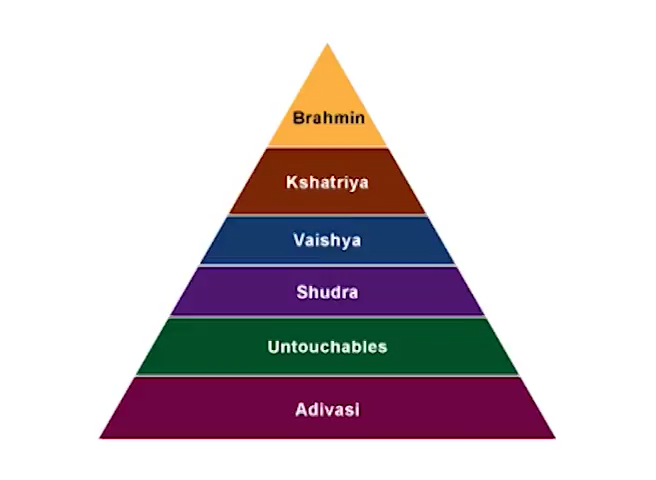 Brahmin
Kshatriya
Vaishya
Shudra
Untouchables
Adivasi